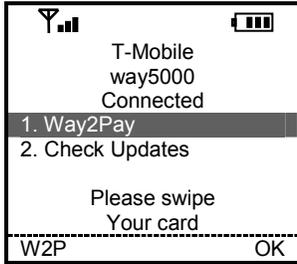 T-Mobile
way5000
Connected
1. Way2Pay
2. Check Updates
Please swipe
Your card
W2P OK